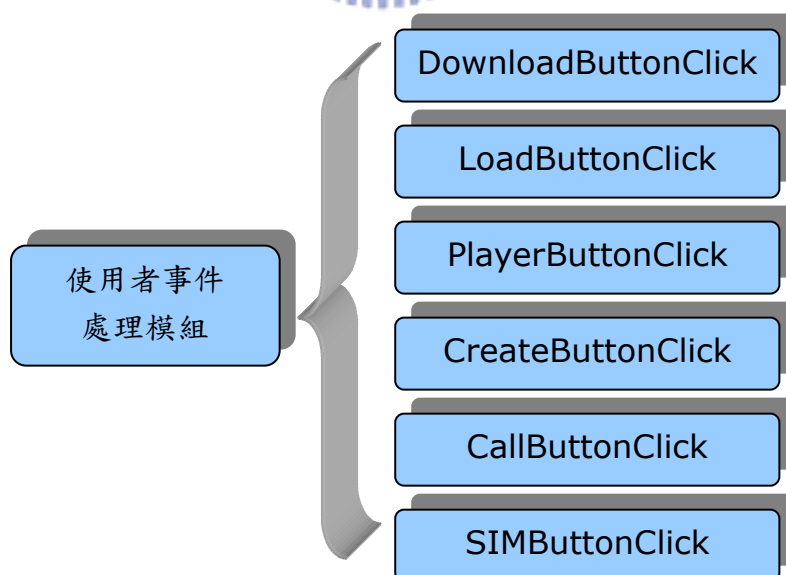 DownloadButtonClick
LoadButtonClick
PlayerButtonClick
使用者事件
處理模組
CreateButtonClick
CallButtonClick
SIMButtonClick